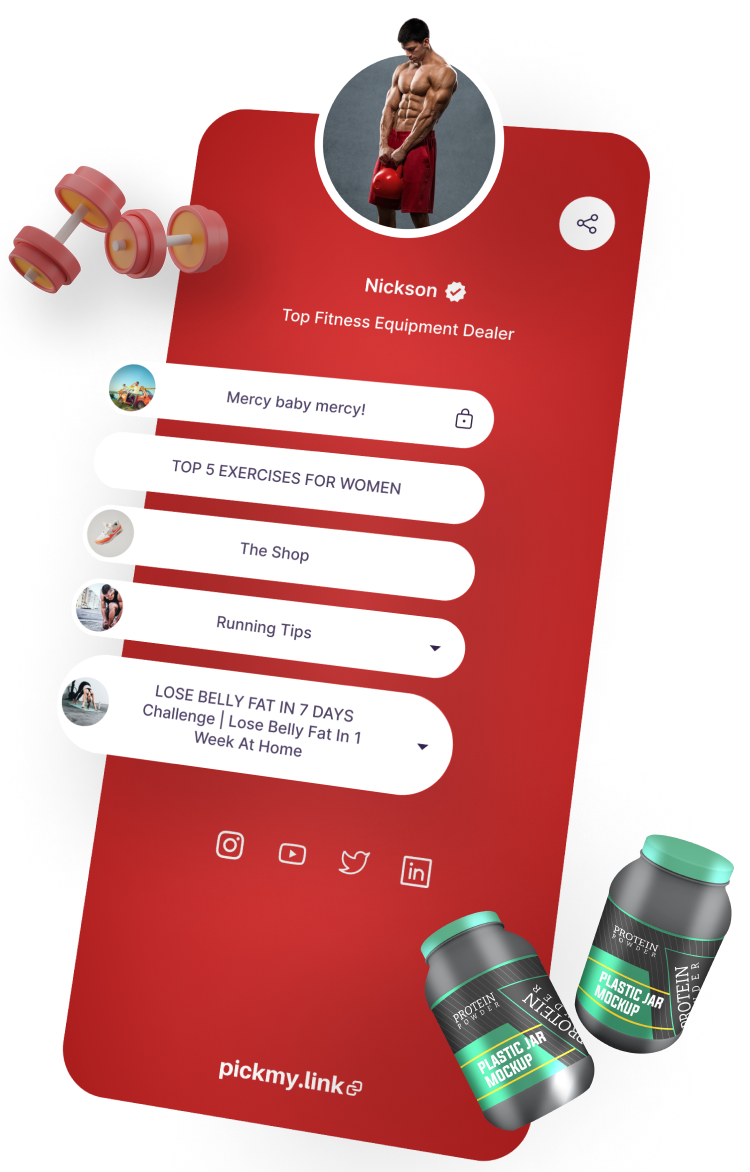 Nickson
Top Fitness Equipment Dealer
Mercy baby mercy!
TOP 5 EXERCISES FOR WOMEN
The Shop
Running Tips
LOSE BELLY FAT IN 7 DAYS
Challenge | Lose Belly Fat In 1
Week At Home
in
PROTEIN
POWDER
PLASTIC JAR
MOCKUP
PROTEIN
PROTEIN
POWDER
PLASTIC JAR
MOCKUP
PROTEIN
PROTEIN
pickmy.link